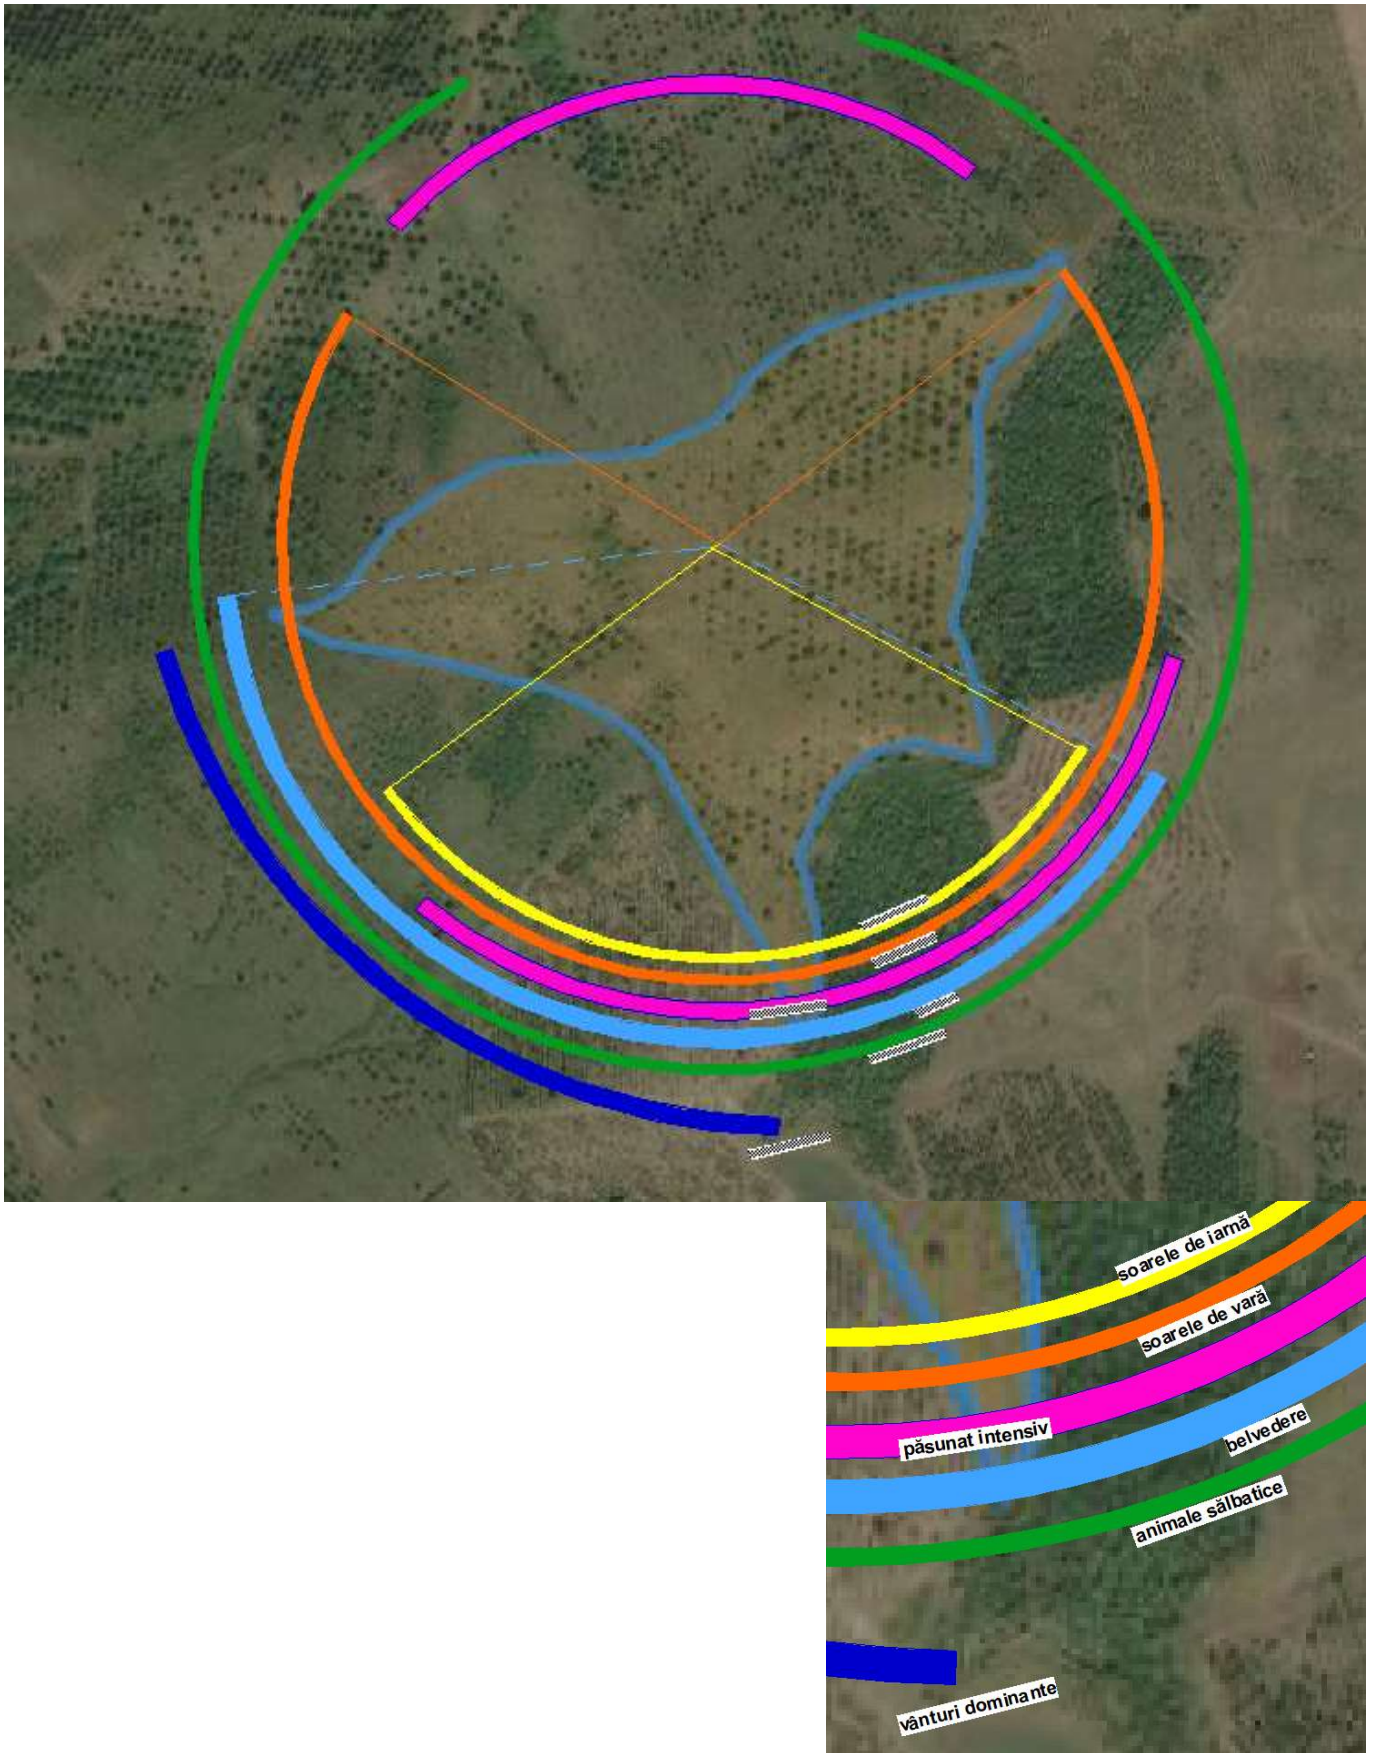 soarele de iarnă
soarele de vară
păsunat intensiv
belvedere
animale sălbatice
vânturi dominante